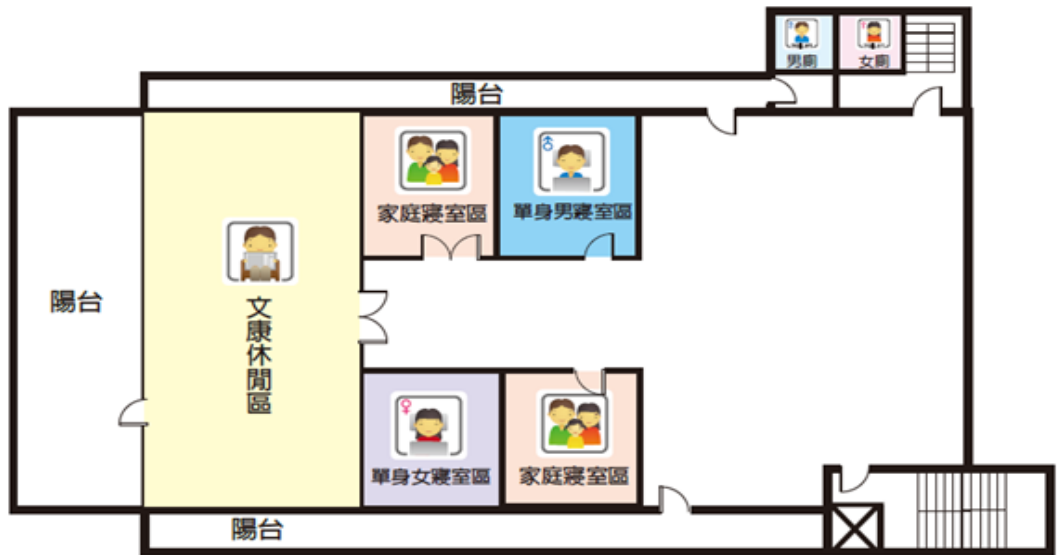 男廁
女廁
陽台
家庭寢室區
單身男寢室區
陽台
文康休閒區
單身女寢室區
家庭寢室區
陽台